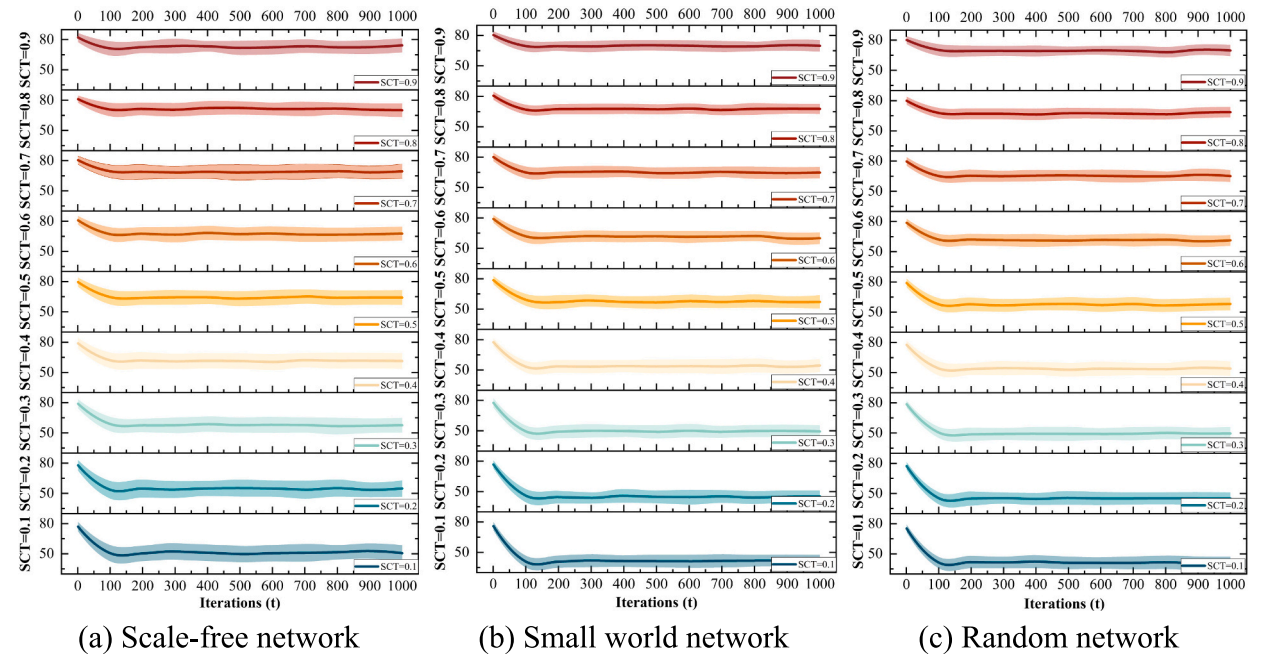 0 100 200 300 400 500 600 700 800 900 1000
SCT=0.9
80
50
SCT=0.9
SCT=0.8
80
50
SCT=0.8
SCT=0.7
80
50
SCT=0.7
SCT=0.6
80
50
SCT=0.6
SCT=0.5
80
50
SCT=0.5
SCT=0.4
80
50
SCT=0.4
SCT=0.3
80
50
SCT=0.3
SCT=0.2
80
50
SCT=0.2
SCT=0.1
80
50
SCT=0.1
0 100 200 300 400 500 600 700 800 900 1000
Iterations (t)
(a) Scale-free network
0 100 200 300 400 500 600 700 800 900 1000
SCT=0.9
80
50
SCT=0.9
SCT=0.8
80
50
SCT=0.8
SCT=0.7
80
50
SCT=0.7
SCT=0.6
80
50
SCT=0.6
SCT=0.5
80
50
SCT=0.5
SCT=0.4
80
50
SCT=0.4
SCT=0.3
80
50
SCT=0.3
SCT=0.2
80
50
SCT=0.2
SCT=0.1
80
50
SCT=0.1
0 100 200 300 400 500 600 700 800 900 1000
Iterations (t)
(b) Small world network
0 100 200 300 400 500 600 700 800 900 1000
SCT=0.9
80
50
SCT=0.9
SCT=0.8
80
50
SCT=0.8
SCT=0.7
80
50
SCT=0.7
SCT=0.6
80
50
SCT=0.6
SCT=0.5
80
50
SCT=0.5
SCT=0.4
80
50
SCT=0.4
SCT=0.3
80
50
SCT=0.3
SCT=0.2
80
50
SCT=0.2
SCT=0.1
80
50
SCT=0.1
0 100 200 300 400 500 600 700 800 900 1000
Iterations (t)
(c) Random network